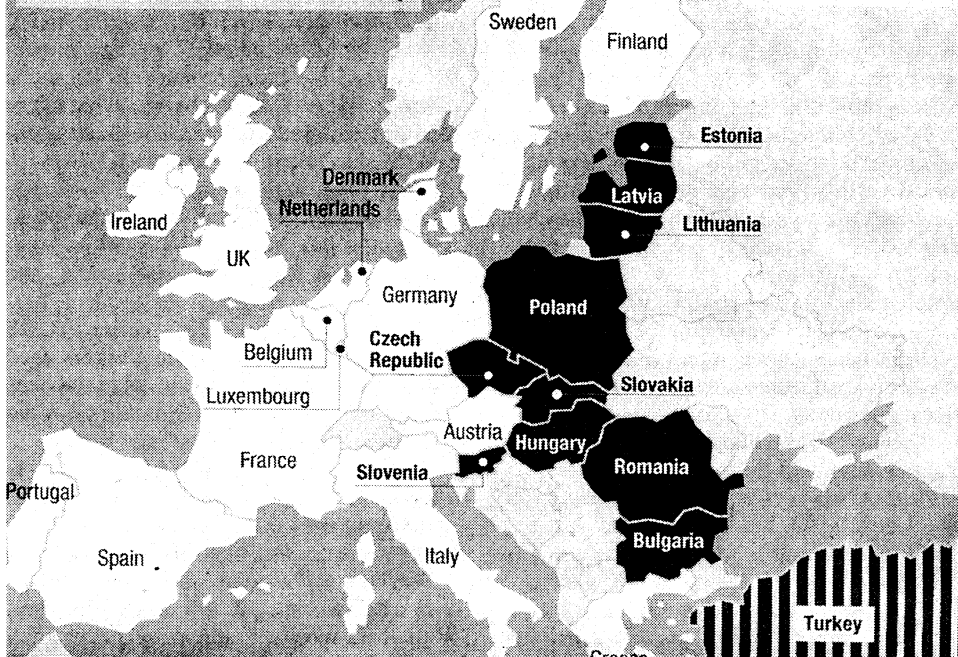 Sweden
Finland
Estonia
Denmark
Latvia
Netherlands
Ireland
Lithuania
UK
Germany
Poland
Czech
Republic
Belgium
Slovakia
Luxembourg
Austria
Hungary
France
Slovenia
Romania
Portugal
Bulgaria
Spain
Italy
Turkey
Greece